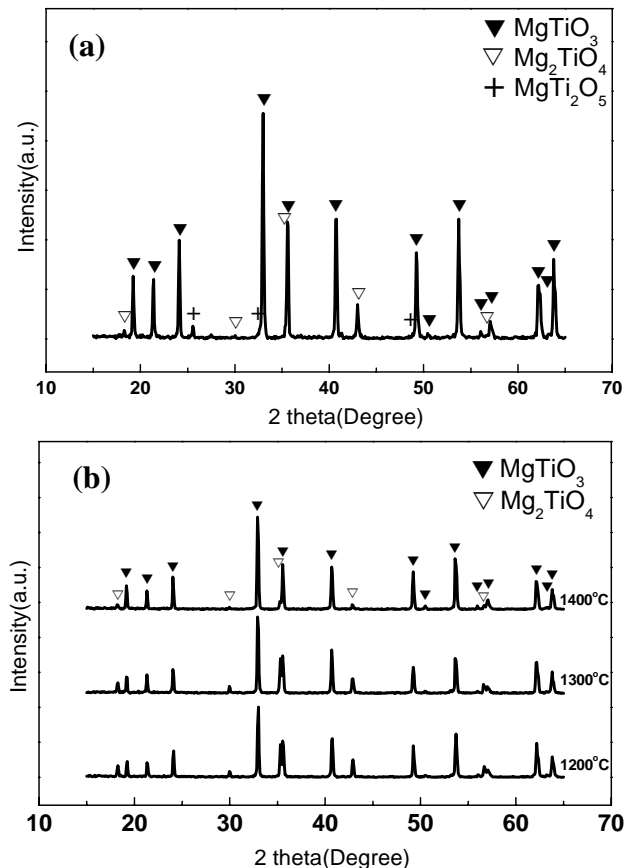 (a)
▼ MgTiO₃
▽ Mg₂TiO₄
+ MgTi₂O₅
Intensity(a.u.)
10 20 30 40 50 60 70
2 theta(Degree)
(b)
▼ MgTiO₃
▽ Mg₂TiO₄
Intensity(a.u.)
1400°C
1300°C
1200°C
10 20 30 40 50 60 70
2 theta(Degree)